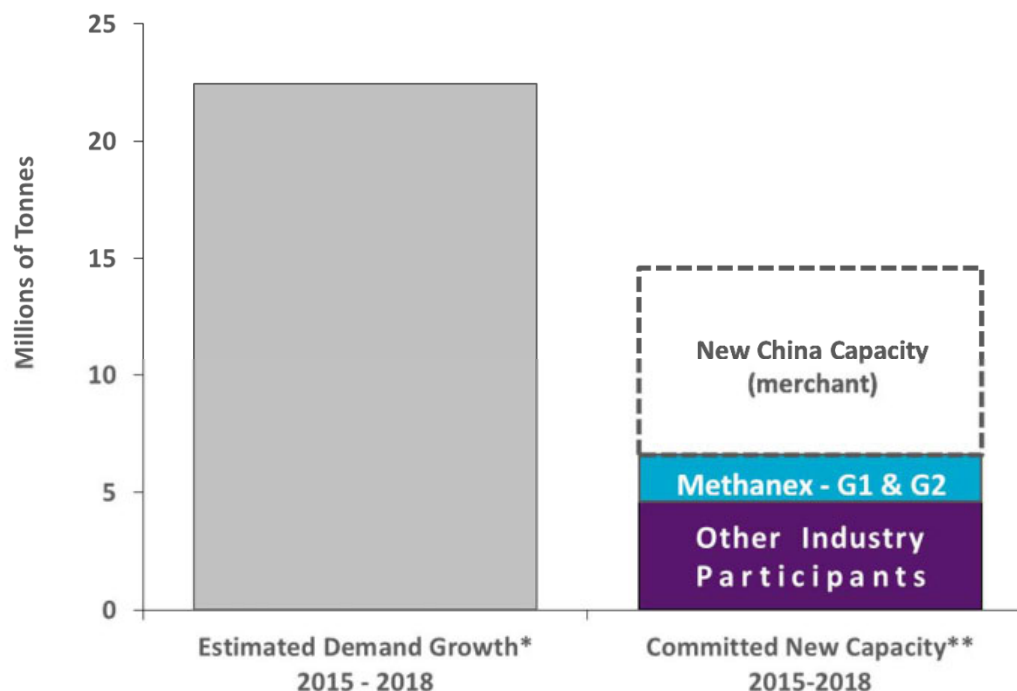 25
20
15
10
5
0
Millions of Tonnes
New China Capacity
(merchant)
Methanex - G1 & G2
Other Industry
Participants
Estimated Demand Growth*
2015 - 2018
Committed New Capacity**
2015-2018